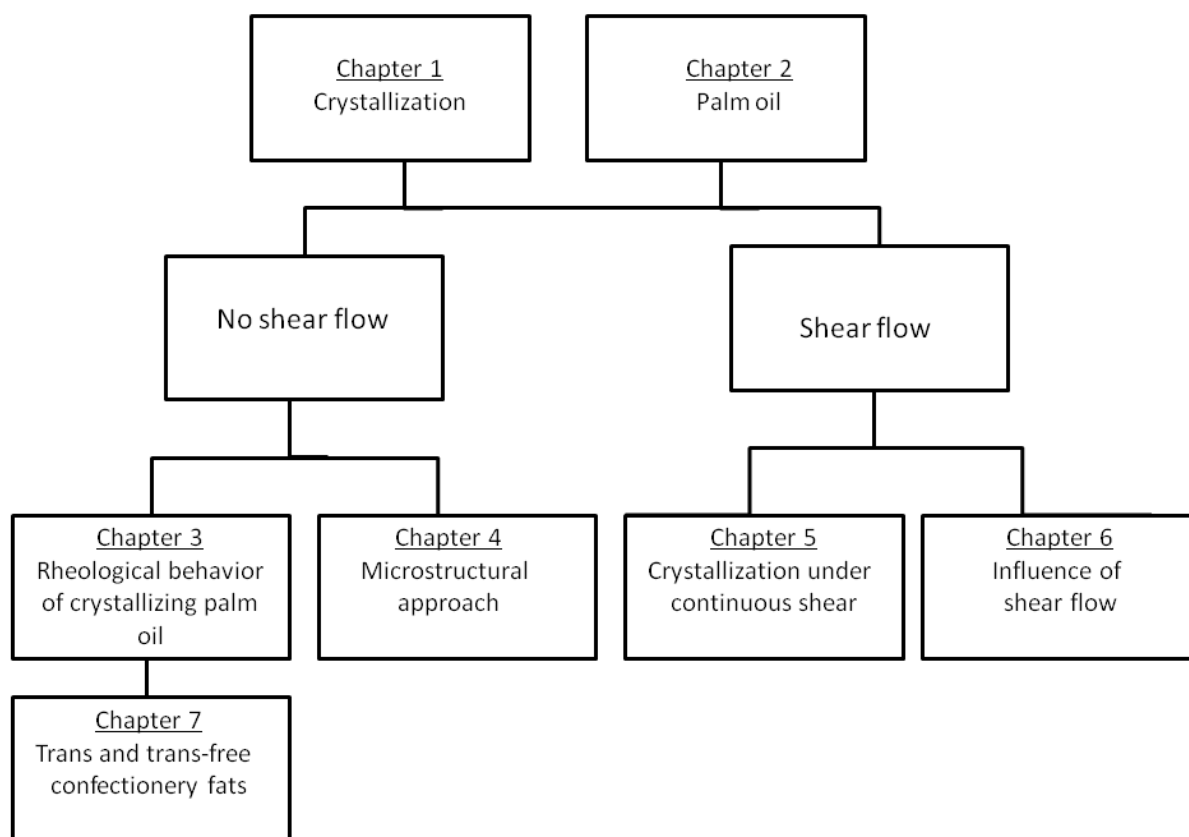 Chapter 1
Crystallization
Chapter 2
Palm oil
No shear flow
Shear flow
Chapter 3
Rheological behavior
of crystallizing palm
oil
Chapter 4
Microstructural
approach
Chapter 5
Crystallization under
continuous shear
Chapter 6
Influence of
shear flow
Chapter 7
Trans and trans-free
confectionery fats